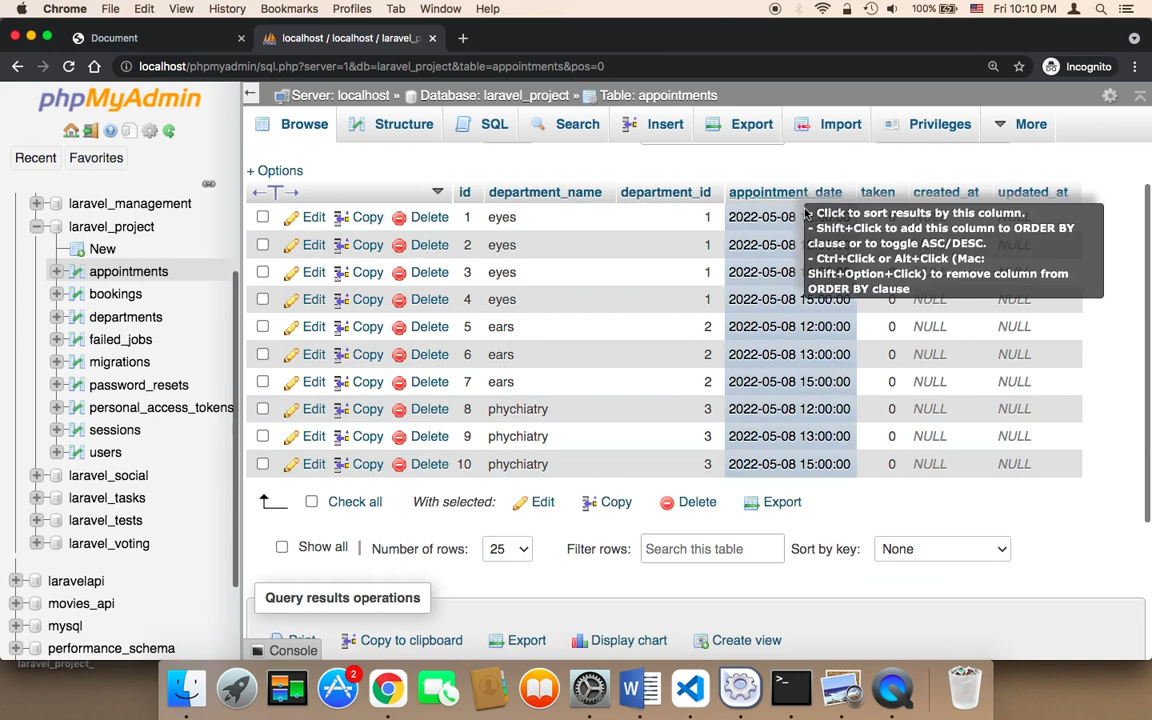 Chrome File Edit View History Bookmarks Profiles Tab Window Help 100% Fri 10:10 PM
Document localhost / localhost / laravel_p
localhost/phpmyadmin/sql.php?server=1&db=laravel_project&table=appointments&pos=0 Incognito
phpMyAdmin
Recent Favorites
laravel_management
laravel_project
New
appointments
bookings
departments
failed_jobs
migrations
password_resets
personal_access_tokens
sessions
users
laravel_social
laravel_tasks
laravel_tests
laravel_voting
laravelapi
movies_api
mysql
performance_schema
laravel_project_
Server: localhost » Database: laravel_project » Table: appointments
Browse Structure SQL Search Insert Export Import Privileges More
+ Options
id department_name department_id appointment_date taken created_at updated_at
Edit Copy Delete 1 eyes 1 2022-05-08
Edit Copy Delete 2 eyes 1 2022-05-08
Edit Copy Delete 3 eyes 1 2022-05-08
Edit Copy Delete 4 eyes 1 2022-05-08 15:00:00 0 NULL NULL
Edit Copy Delete 5 ears 2 2022-05-08 12:00:00 0 NULL NULL
Edit Copy Delete 6 ears 2 2022-05-08 13:00:00 0 NULL NULL
Edit Copy Delete 7 ears 2 2022-05-08 15:00:00 0 NULL NULL
Edit Copy Delete 8 phychiatry 3 2022-05-08 12:00:00 0 NULL NULL
Edit Copy Delete 9 phychiatry 3 2022-05-08 13:00:00 0 NULL NULL
Edit Copy Delete 10 phychiatry 3 2022-05-08 15:00:00 0 NULL NULL
- Click to sort results by this column.
- Shift+Click to add this column to ORDER BY
clause or to toggle ASC/DESC.
- Ctrl+Click or Alt+Click (Mac:
Shift+Option+Click) to remove column from
ORDER BY clause
Check all With selected: Edit Copy Delete Export
Show all Number of rows: 25 Filter rows: Search this table Sort by key: None
Query results operations
Print Copy to clipboard Export Display chart Create view
Console
2